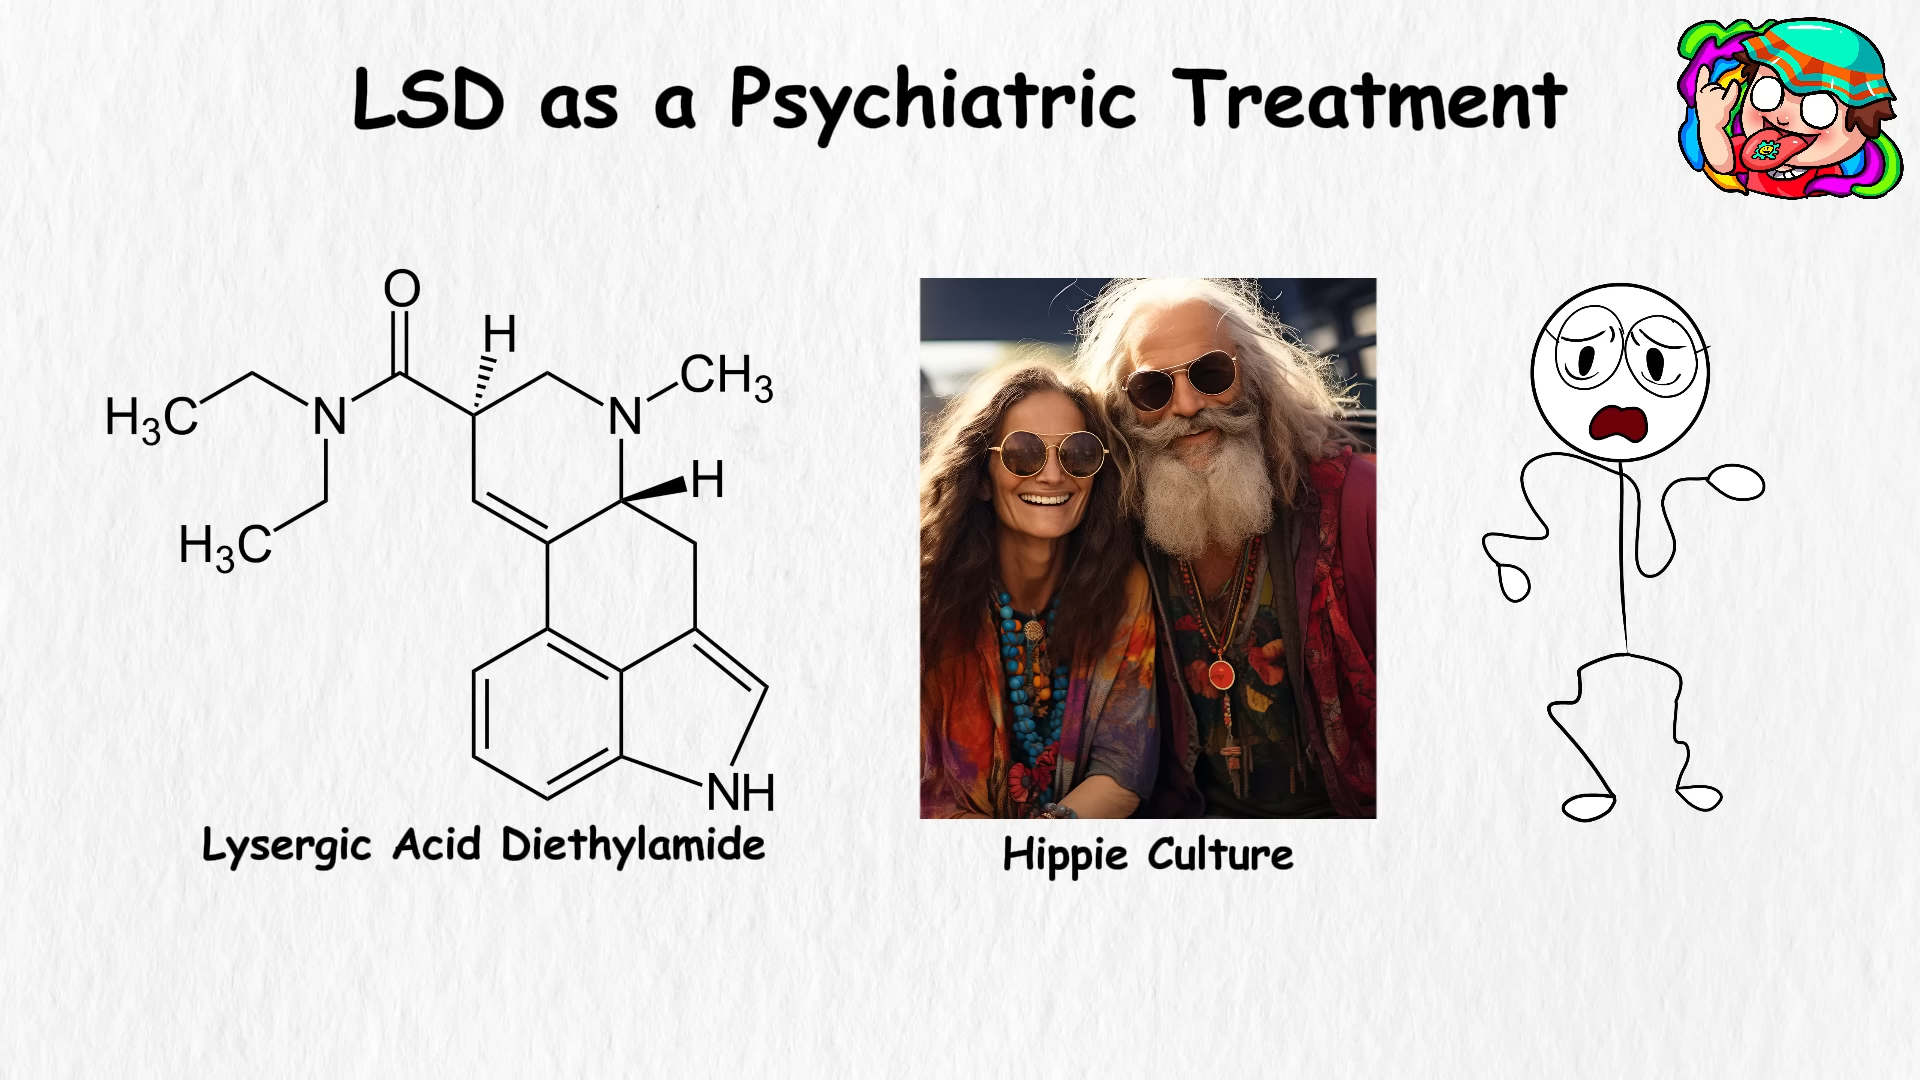 LSD as a Psychiatric Treatment
O
H
CH3
H3C
N
N
H
H3C
NH
Lysergic Acid Diethylamide
Hippie Culture